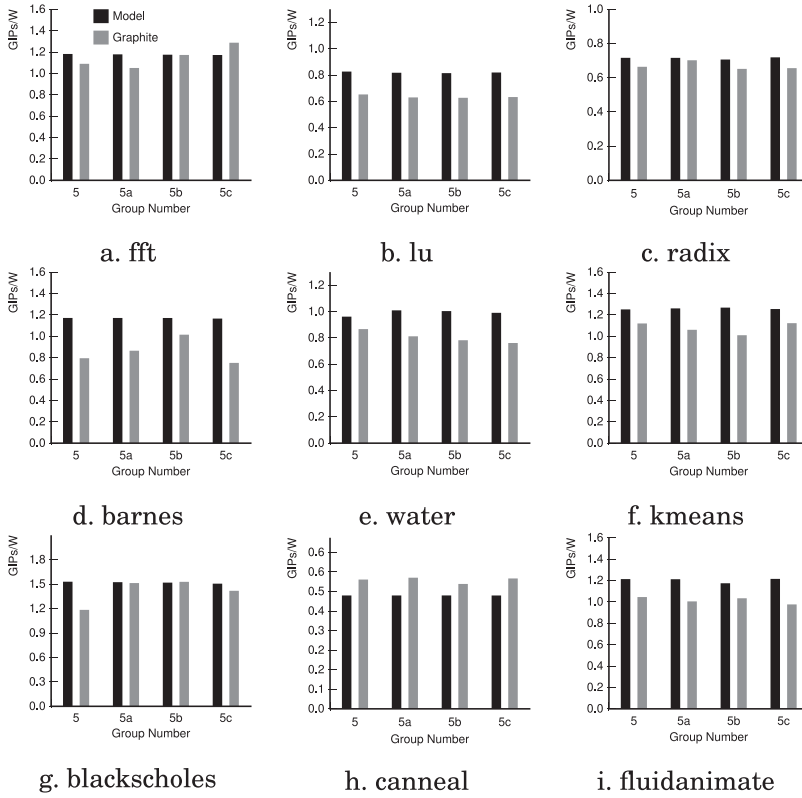 GIPs/W
1.6
1.4
1.2
1.0
0.8
0.6
0.4
0.2
0.0
Model
Graphite
5 5a 5b 5c
Group Number
a. fft
GIPs/W
1.2
1.0
0.8
0.6
0.4
0.2
0.0
5 5a 5b 5c
Group Number
b. lu
GIPs/W
1.0
0.8
0.6
0.4
0.2
0.0
5 5a 5b 5c
Group Number
c. radix
GIPs/W
1.6
1.4
1.2
1.0
0.8
0.6
0.4
0.2
0.0
5 5a 5b 5c
Group Number
d. barnes
GIPs/W
1.2
1.0
0.8
0.6
0.4
0.2
0.0
5 5a 5b 5c
Group Number
e. water
GIPs/W
1.6
1.4
1.2
1.0
0.8
0.6
0.4
0.2
0.0
5 5a 5b 5c
Group Number
f. kmeans
GIPs/W
1.8
1.5
1.2
0.9
0.6
0.3
0.0
5 5a 5b 5c
Group Number
g. blackscholes
GIPs/W
0.6
0.6
0.5
0.4
0.3
0.2
0.2
0.1
0.0
5 5a 5b 5c
Group Number
h. canneal
GIPs/W
1.6
1.4
1.2
1.0
0.8
0.6
0.4
0.2
0.0
5 5a 5b 5c
Group Number
i. fluidanimate